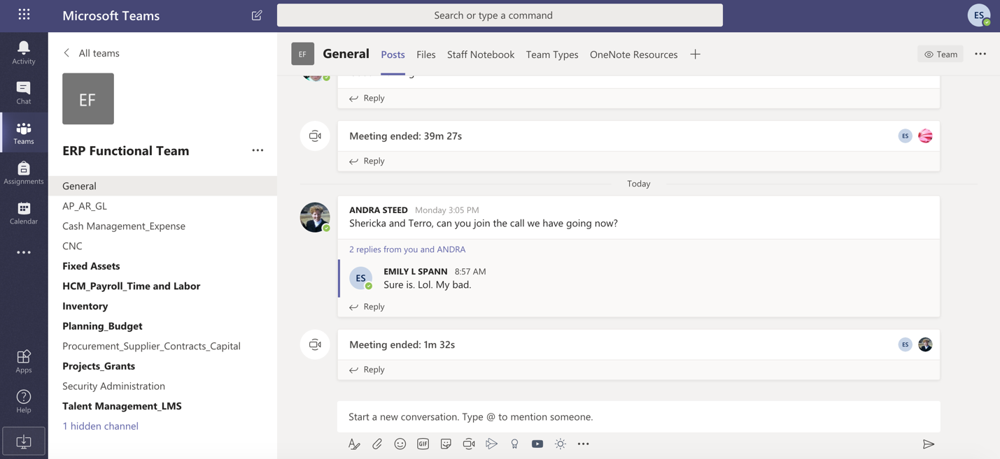 Microsoft Teams
Search or type a command
ES
Activity
Chat
Teams
Assignments
Calendar
Apps
Help
All teams
EF
ERP Functional Team
General
AP_AR_GL
Cash Management_Expense
CNC
Fixed Assets
HCM_Payroll_Time and Labor
Inventory
Planning_Budget
Procurement_Supplier_Contracts_Capital
Projects_Grants
Security Administration
Talent Management_LMS
1 hidden channel
EF General Posts Files Staff Notebook Team Types OneNote Resources Team
Reply
Meeting ended: 39m 27s ES
Reply
Today
ANDRA STEED Monday 3:05 PM
Shericka and Terro, can you join the call we have going now?
2 replies from you and ANDRA
ES EMILY L SPANN 8:57 AM
Sure is. Lol. My bad.
Reply
Meeting ended: 1m 32s ES
Reply
Start a new conversation. Type @ to mention someone.
GIF